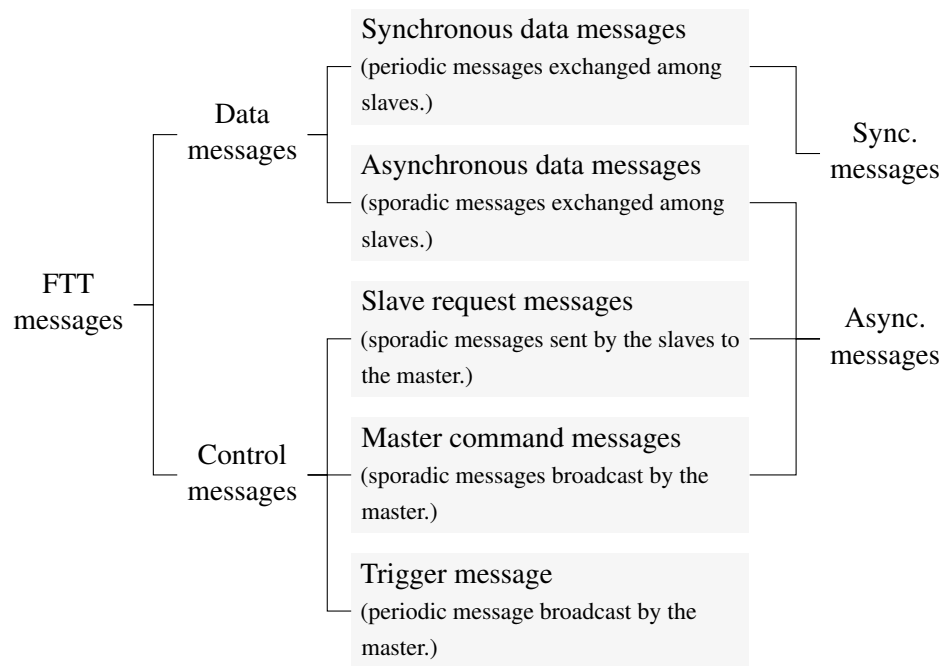 FTT
messages
Data
messages
Control
messages
Synchronous data messages
(periodic messages exchanged among
slaves.)
Asynchronous data messages
(sporadic messages exchanged among
slaves.)
Slave request messages
(sporadic messages sent by the slaves to
the master.)
Master command messages
(sporadic messages broadcast by the
master.)
Trigger message
(periodic message broadcast by the
master.)
Sync.
messages
Async.
messages